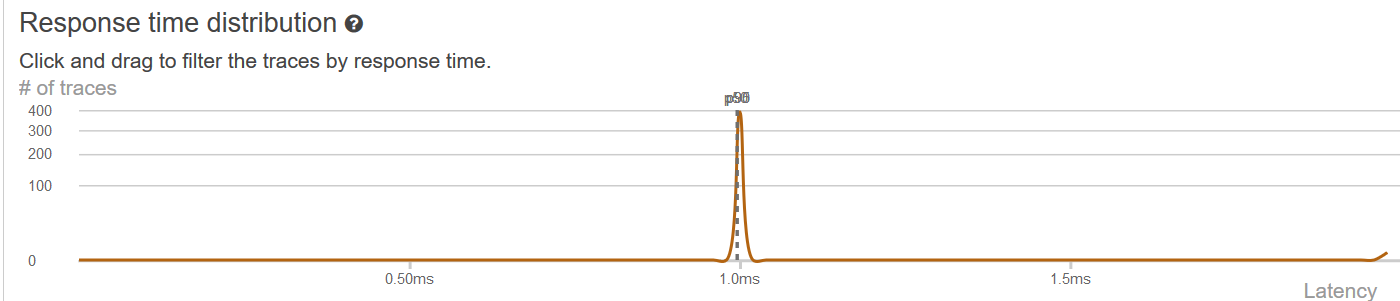 Response time distribution
Click and drag to filter the traces by response time.
# of traces
400
300
200
100
0
0.50ms
1.0ms
1.5ms
Latency